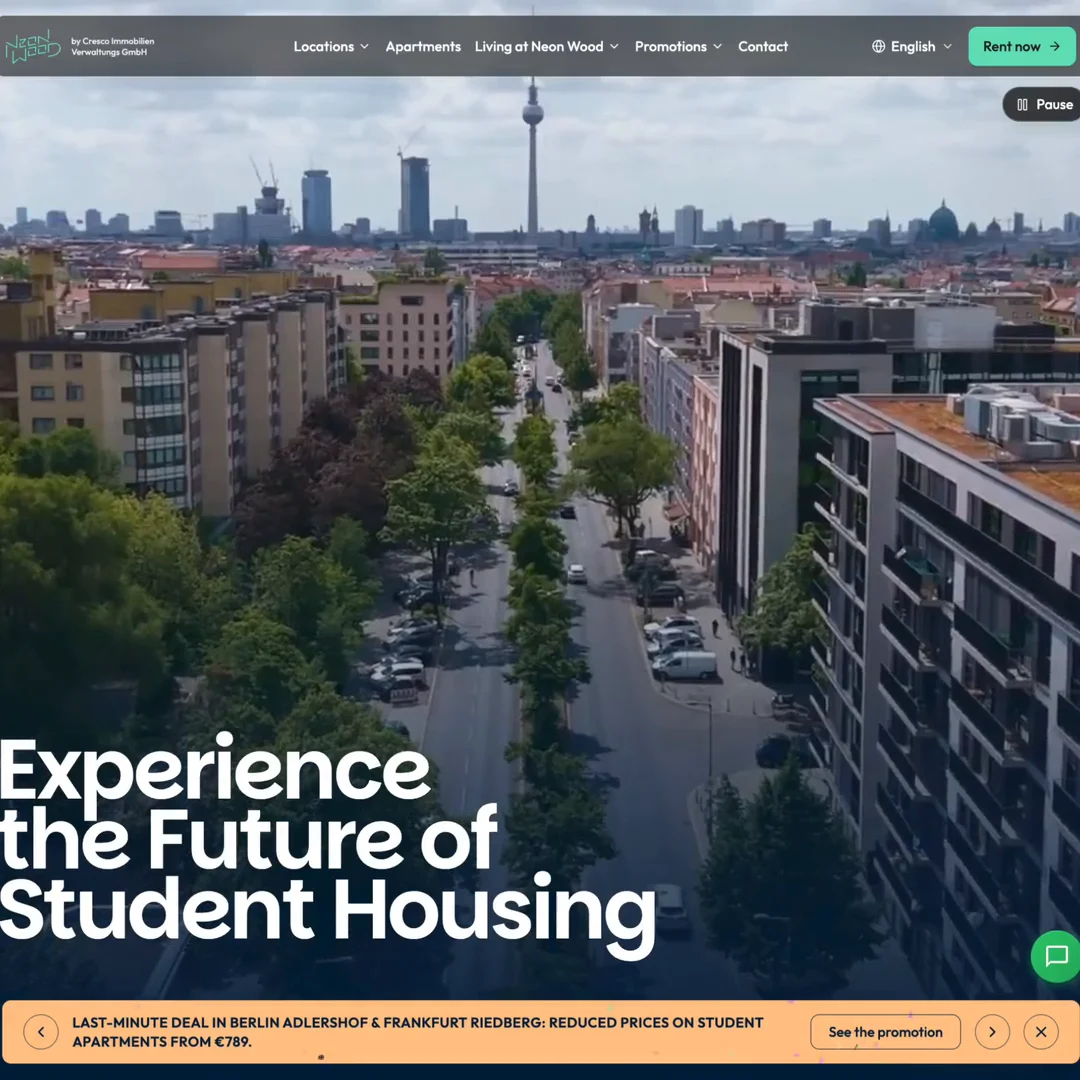 NEON WOOD
by Cresco Immobilien
Verwaltungs GmbH
Locations
Apartments
Living at Neon Wood
Promotions
Contact
English
Rent now
Pause
Experience
the Future of
Student Housing
LAST-MINUTE DEAL IN BERLIN ADLERSHOF & FRANKFURT RIEDBERG: REDUCED PRICES ON STUDENT
APARTMENTS FROM €789.
See the promotion